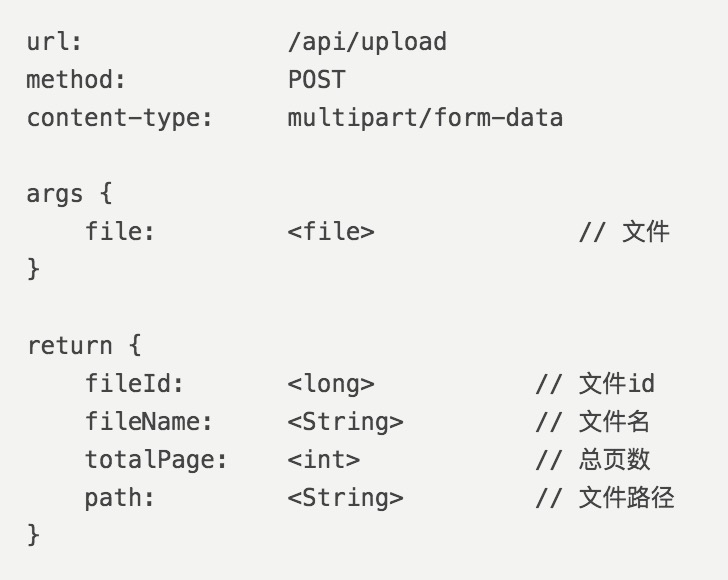 url: /api/upload
method: POST
content-type: multipart/form-data
args {
file: <file> // 文件
}
return {
fileId: <long> // 文件id
fileName: <String> // 文件名
totalPage: <int> // 总页数
path: <String> // 文件路径
}